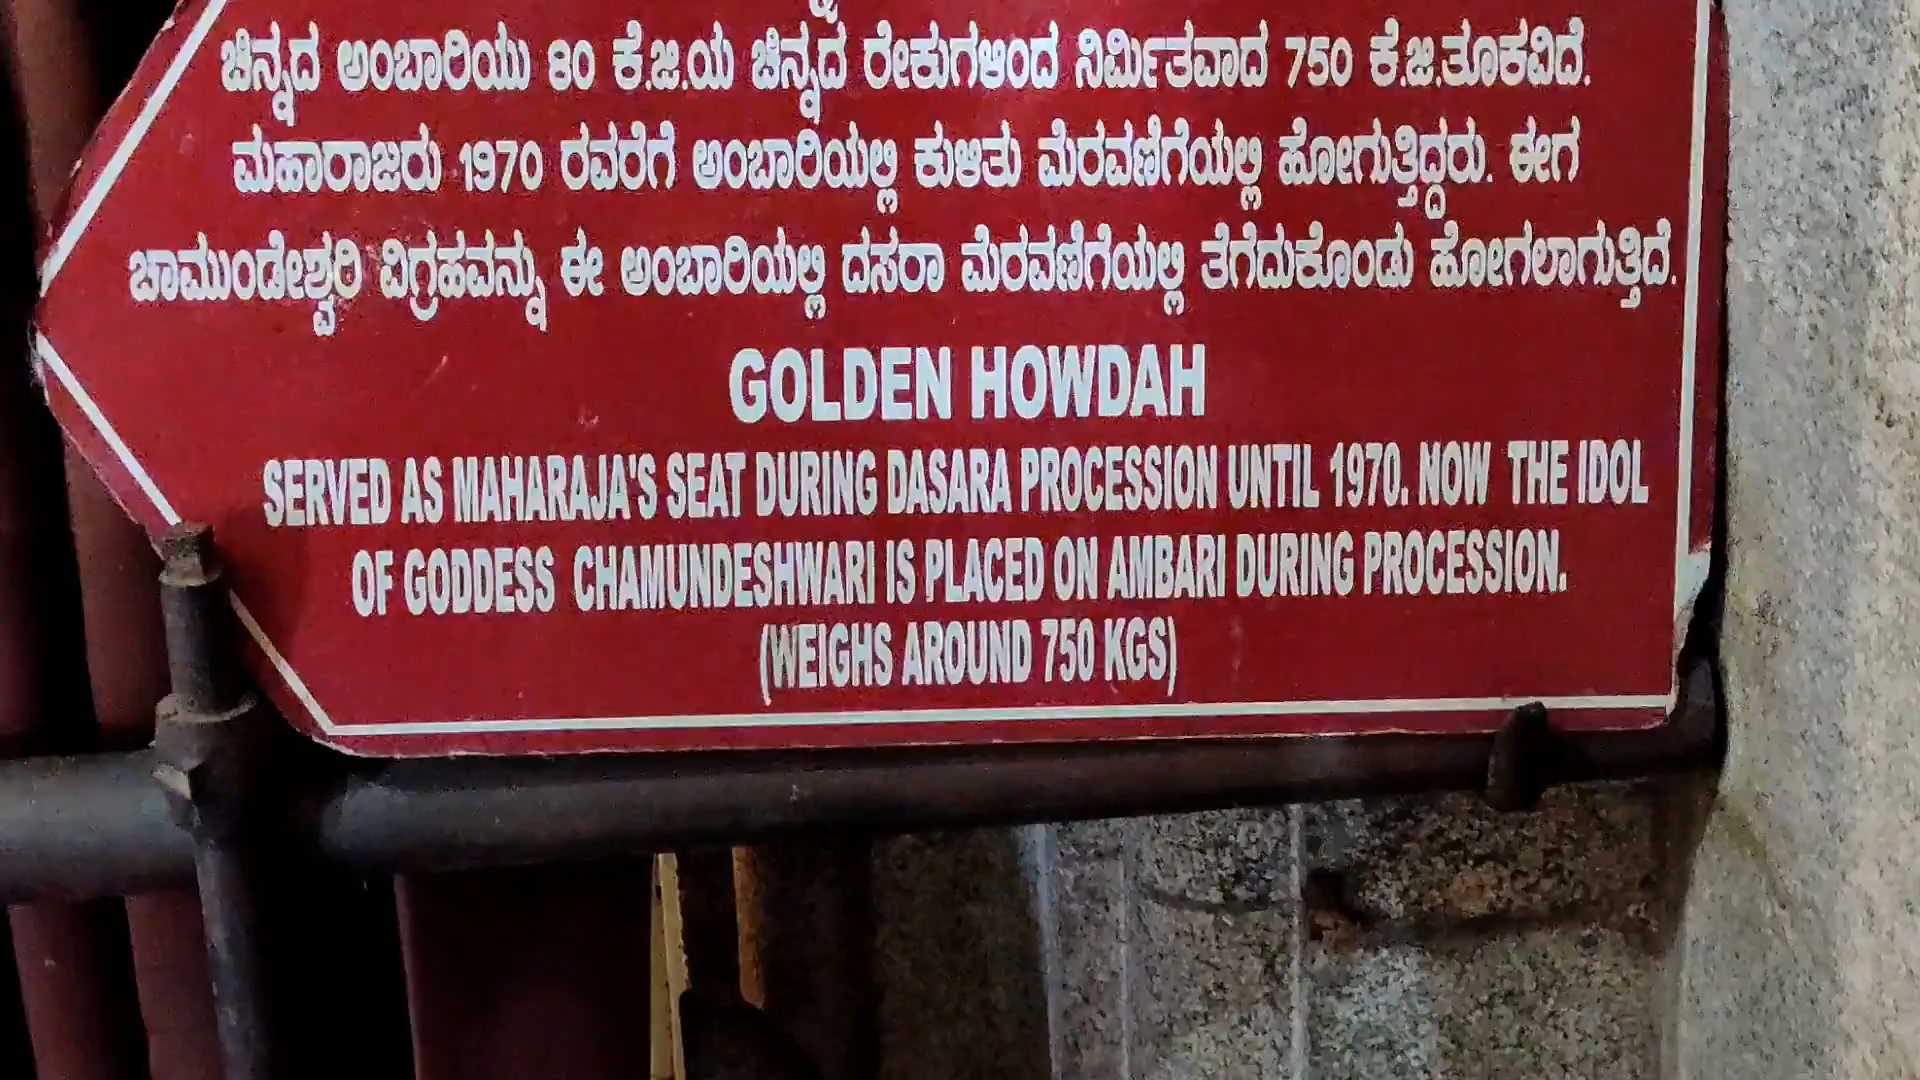 ಚಿನ್ನದ ಅಂಬಾರಿಯು 80 ಕೆ.ಜಿ.ಯ ಚಿನ್ನದ ರೇಕುಗಳಿಂದ ನಿರ್ಮಿತವಾದ 750 ಕೆ.ಜಿ.ತೂಕವಿದೆ.
ಮಹಾರಾಜರು 1970 ರವರೆಗೆ ಅಂಬಾರಿಯಲ್ಲಿ ಕುಳಿತು ಮೆರವಣಿಗೆಯಲ್ಲಿ ಹೋಗುತ್ತಿದ್ದರು. ಈಗ
ಚಾಮುಂಡೇಶ್ವರಿ ವಿಗ್ರಹವನ್ನು ಈ ಅಂಬಾರಿಯಲ್ಲಿ ದಸರಾ ಮೆರವಣಿಗೆಯಲ್ಲಿ ತೆಗೆದುಕೊಂಡು ಹೋಗಲಾಗುತ್ತಿದೆ.
GOLDEN HOWDAH
SERVED AS MAHARAJA'S SEAT DURING DASARA PROCESSION UNTIL 1970. NOW THE IDOL
OF GODDESS CHAMUNDESHWARI IS PLACED ON AMBARI DURING PROCESSION.
(WEIGHS AROUND 750 KGS)